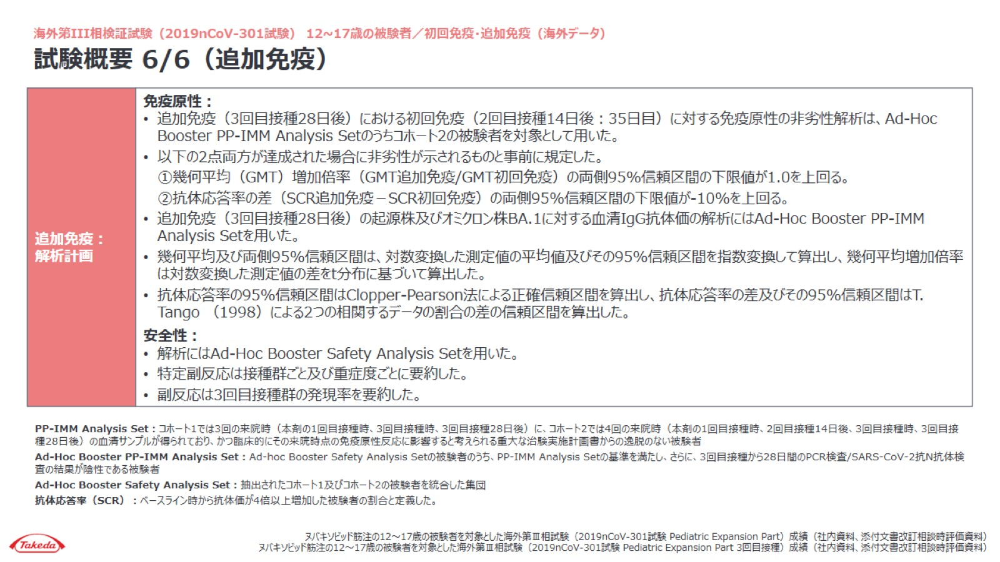 海外第III相検証試験（2019nCoV-301試験） 12~17歳の被験者／初回免疫・追加免疫（海外データ）
試験概要 6/6（追加免疫）
追加免疫：
解析計画
免疫原性：
• 追加免疫（3回目接種28日後）における初回免疫（2回目接種14日後：35日目）に対する免疫原性の非劣性解析は、Ad-Hoc
Booster PP-IMM Analysis Setのうちコホート2の被験者を対象として用いた。
• 以下の2点両方が達成された場合に非劣性が示されるものと事前に規定した。
①幾何平均（GMT）増加倍率（GMT追加免疫/GMT初回免疫）の両側95%信頼区間の下限値が1.0を上回る。
②抗体応答率の差（SCR追加免疫－SCR初回免疫）の両側95%信頼区間の下限値が-10%を上回る。
• 追加免疫（3回目接種28日後）の起源株及びオミクロン株BA.1に対する血清IgG抗体価の解析にはAd-Hoc Booster PP-IMM
Analysis Setを用いた。
• 幾何平均及び両側95%信頼区間は、対数変換した測定値の平均値及びその95%信頼区間を指数変換して算出し、幾何平均増加倍率
は対数変換した測定値の差をt分布に基づいて算出した。
• 抗体応答率の95%信頼区間はClopper-Pearson法による正確信頼区間を算出し、抗体応答率の差及びその95%信頼区間はT.
Tango （1998）による2つの相関するデータの割合の差の信頼区間を算出した。
安全性：
• 解析にはAd-Hoc Booster Safety Analysis Setを用いた。
• 特定副反応は接種群ごと及び重症度ごとに要約した。
• 副反応は3回目接種群の発現率を要約した。
PP-IMM Analysis Set：コホート1では3回の来院時（本剤の1回目接種時、3回目接種時、3回目接種28日後）に、コホート2では4回の来院時（本剤の1回目接種時、2回目接種14日後、3回目接種時、3回目接
種28日後）の血清サンプルが得られており、かつ臨床的にその来院時点の免疫原性反応に影響すると考えられる重大な治験実施計画書からの逸脱のない被験者
Ad-Hoc Booster PP-IMM Analysis Set：Ad-hoc Booster Safety Analysis Setの被験者のうち、PP-IMM Analysis Setの基準を満たし、さらに、3回目接種から28日間のPCR検査/SARS-CoV-2抗N抗体検
査の結果が陰性である被験者
Ad-Hoc Booster Safety Analysis Set：抽出されたコホート1及びコホート2の被験者を統合した集団
抗体応答率（SCR）：ベースライン時から抗体価が4倍以上増加した被験者の割合と定義した。
Takeda
ヌバキソビッド筋注の12～17歳の被験者を対象とした海外第Ⅲ相試験（2019nCoV-301試験 Pediatric Expansion Part）成績（社内資料、添付文書改訂相談時評価資料）
ヌバキソビッド筋注の12～17歳の被験者を対象とした海外第Ⅲ相試験（2019nCoV-301試験 Pediatric Expansion Part 3回目接種）成績（社内資料、添付文書改訂相談時評価資料）